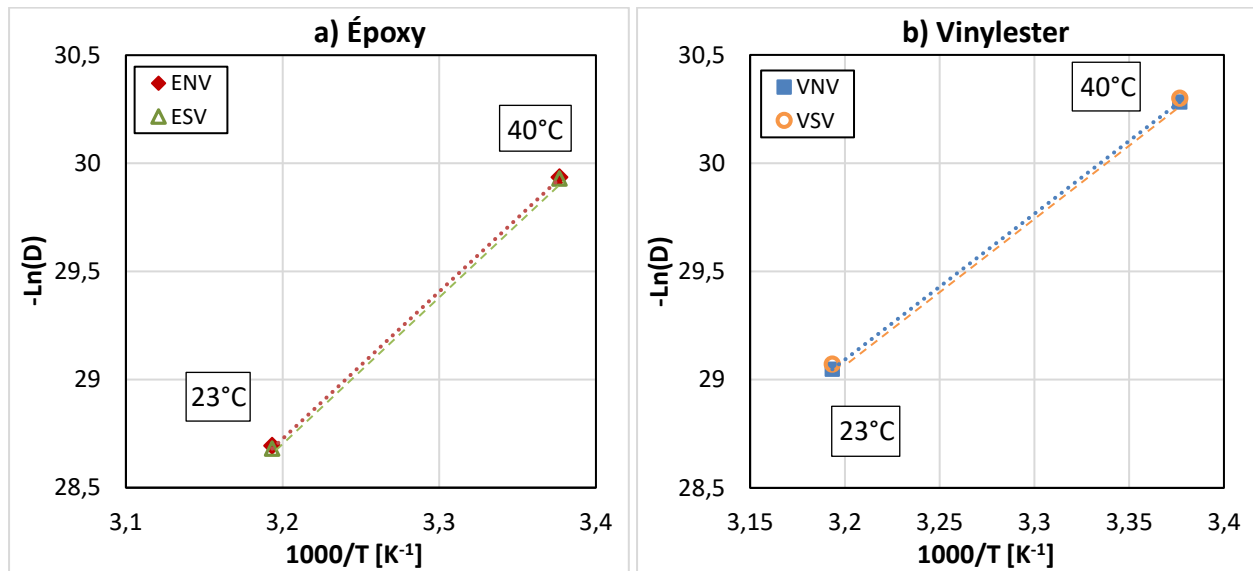 a) Époxy
30,5
30
29,5
29
28,5
-Ln(D)
ENV
ESV
40°C
23°C
3,1
3,2
3,3
3,4
1000/T [K⁻¹]
b) Vinylester
30,5
30
29,5
29
28,5
-Ln(D)
VNV
VSV
40°C
23°C
3,15
3,2
3,25
3,3
3,35
3,4
1000/T [K⁻¹]